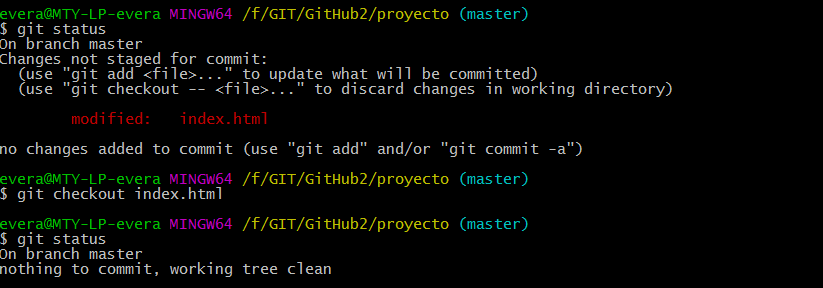 evera@MTY-LP-evera MINGW64 /f/GIT/GitHub2/proyecto (master)
$ git status
On branch master
Changes not staged for commit:
  (use "git add <file>..." to update what will be committed)
  (use "git checkout -- <file>..." to discard changes in working directory)

        modified:   index.html

no changes added to commit (use "git add" and/or "git commit -a")

evera@MTY-LP-evera MINGW64 /f/GIT/GitHub2/proyecto (master)
$ git checkout index.html

evera@MTY-LP-evera MINGW64 /f/GIT/GitHub2/proyecto (master)
$ git status
On branch master
nothing to commit, working tree clean